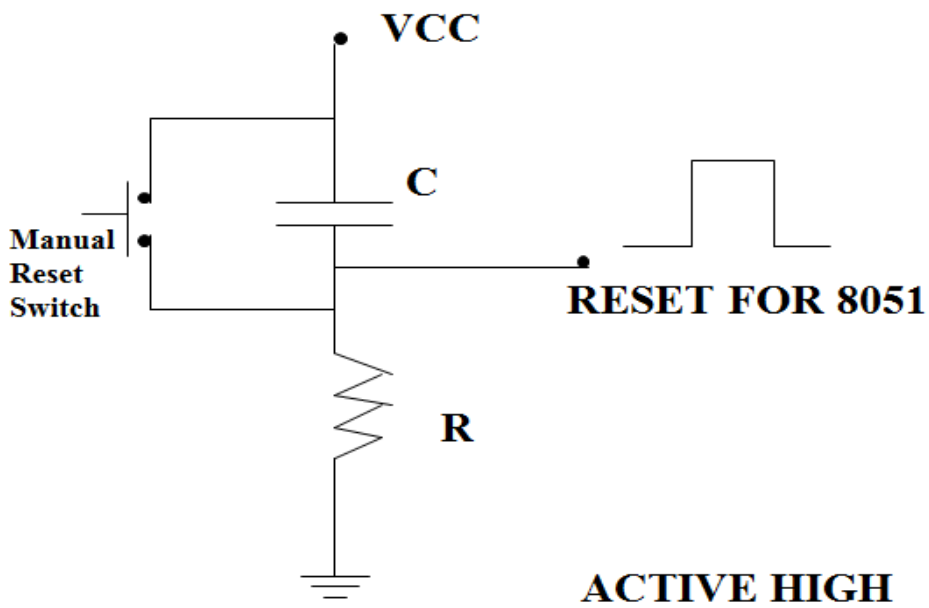 VCC
C
Manual
Reset
Switch
RESET FOR 8051
R
ACTIVE HIGH